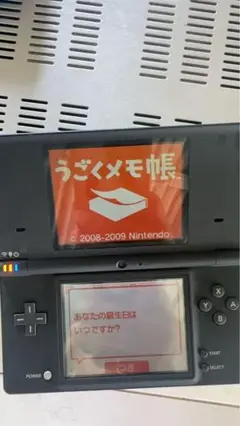 うごくメモ帳
© 2008-2009 Nintendo
あなたの誕生日は
いつですか?
POWER
X
Y
A
B
START
SELECT